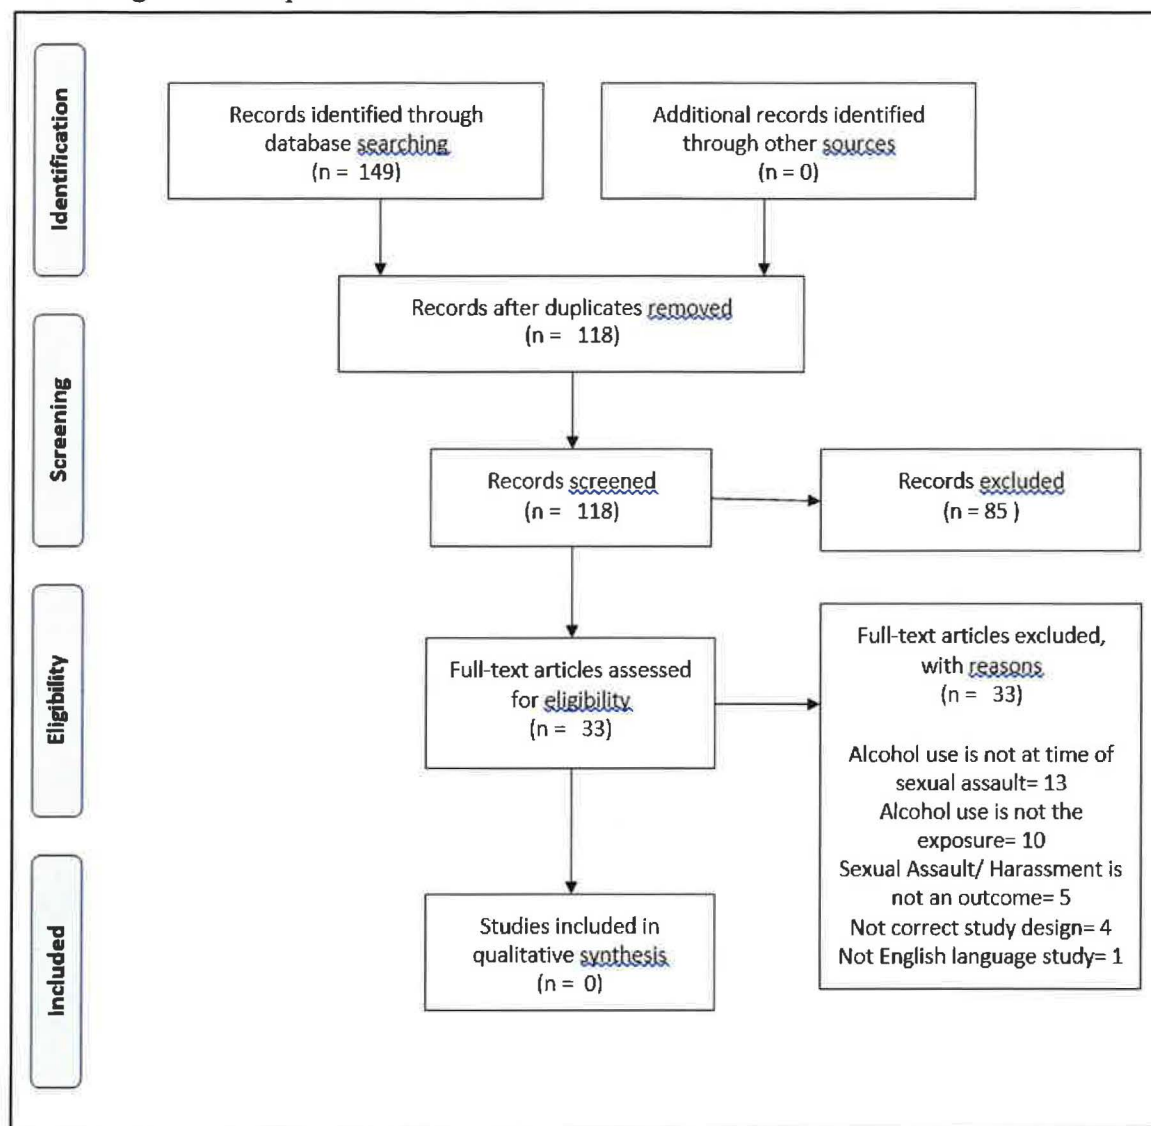 Identification
Records identified through
database searching
(n = 149)
Additional records identified
through other sources
(n = 0)
Records after duplicates removed
(n = 118)
Screening
Records screened
(n = 118)
Records excluded
(n = 85 )
Eligibility
Full-text articles assessed
for eligibility
(n = 33)
Full-text articles excluded,
with reasons
(n = 33)
Alcohol use is not at time of
sexual assault= 13
Alcohol use is not the
exposure= 10
Sexual Assault/ Harassment is
not an outcome= 5
Not correct study design= 4
Not English language study= 1
Included
Studies included in
qualitative synthesis
(n = 0)